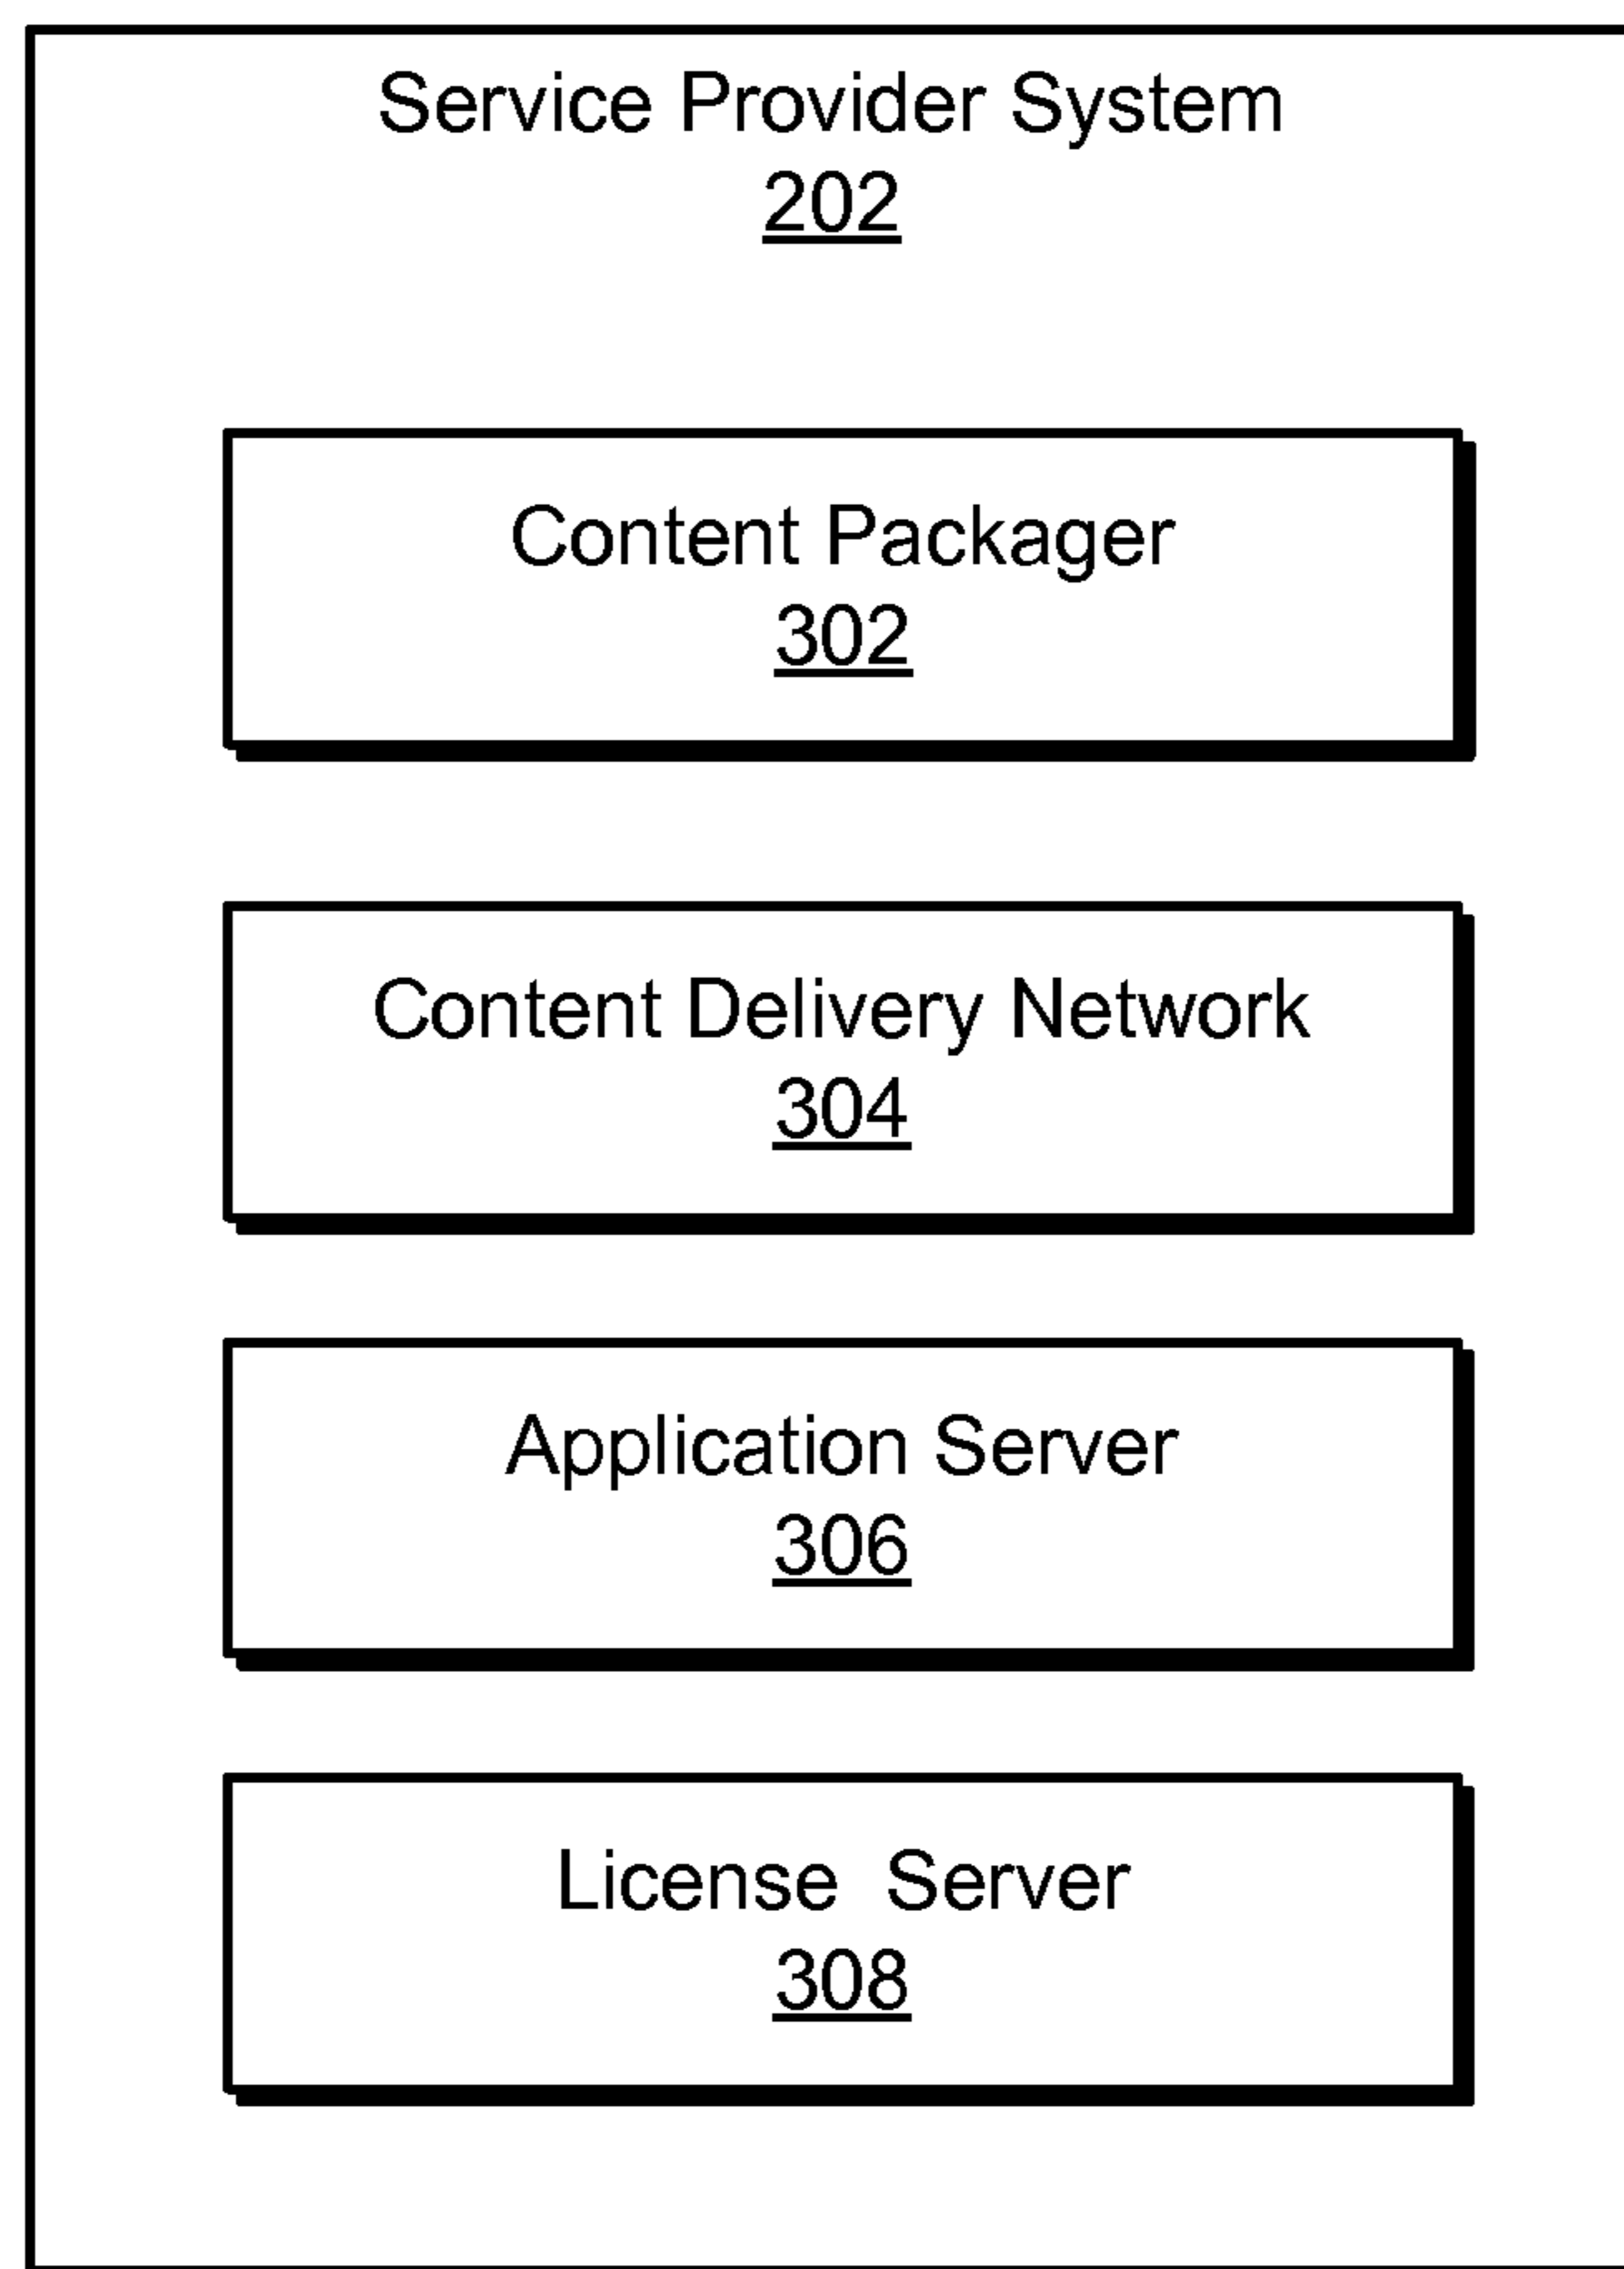 Service Provider System
202
Content Packager
302
Content Delivery Network
304
Application Server
306
License Server
308